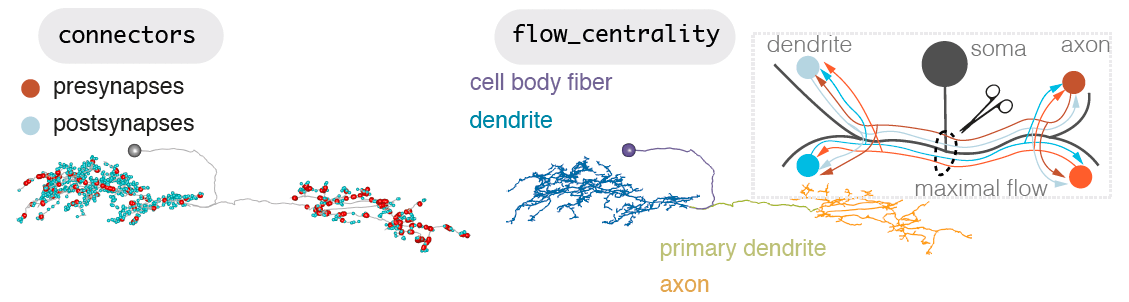 connectors
presynapses
postsynapses
flow_centrality
cell body fiber
dendrite
dendrite
soma
axon
maximal flow
primary dendrite
axon